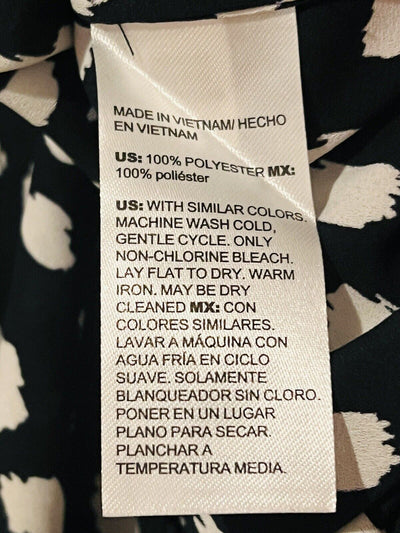 MADE IN VIETNAM/ HECHO
EN VIETNAM
US: 100% POLYESTER MX:
100% poliéster
US: WITH SIMILAR COLORS.
MACHINE WASH COLD,
GENTLE CYCLE. ONLY
NON-CHLORINE BLEACH.
LAY FLAT TO DRY. WARM
IRON. MAY BE DRY
CLEANED MX: CON
COLORES SIMILARES.
LAVAR A MÁQUINA CON
AGUA FRÍA EN CICLO
SUAVE. SOLAMENTE
BLANQUEADOR SIN CLORO.
PONER EN UN LUGAR
PLANO PARA SECAR.
PLANCHAR A
TEMPERATURA MEDIA.